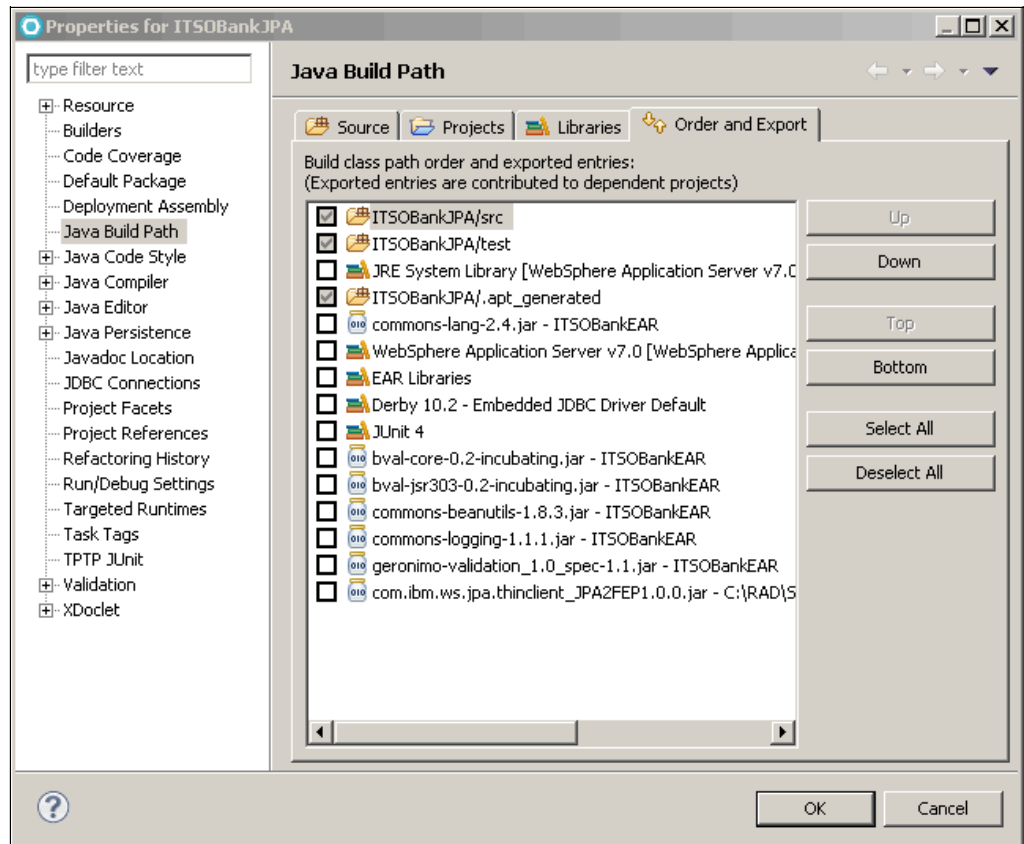 Properties for ITSOBankJPA
type filter text
Resource
Builders
Code Coverage
Default Package
Deployment Assembly
Java Build Path
Java Code Style
Java Compiler
Java Editor
Java Persistence
Javadoc Location
JDBC Connections
Project Facets
Project References
Refactoring History
Run/Debug Settings
Targeted Runtimes
Task Tags
TPTP JUnit
Validation
XDoclet
Java Build Path
Source Projects Libraries Order and Export
Build class path order and exported entries:
(Exported entries are contributed to dependent projects)
ITSOBankJPA/src
ITSOBankJPA/test
JRE System Library [WebSphere Application Server v7.0
ITSOBankJPA/.apt_generated
commons-lang-2.4.jar - ITSOBankEAR
WebSphere Application Server v7.0 [WebSphere Applica
EAR Libraries
Derby 10.2 - Embedded JDBC Driver Default
JUnit 4
bval-core-0.2-incubating.jar - ITSOBankEAR
bval-jsr303-0.2-incubating.jar - ITSOBankEAR
commons-beanutils-1.8.3.jar - ITSOBankEAR
commons-logging-1.1.1.jar - ITSOBankEAR
geronimo-validation_1.0_spec-1.1.jar - ITSOBankEAR
com.ibm.ws.jpa.thinclient_JPA2FEP1.0.0.jar - C:\RAD\S
Up
Down
Top
Bottom
Select All
Deselect All
?
OK
Cancel